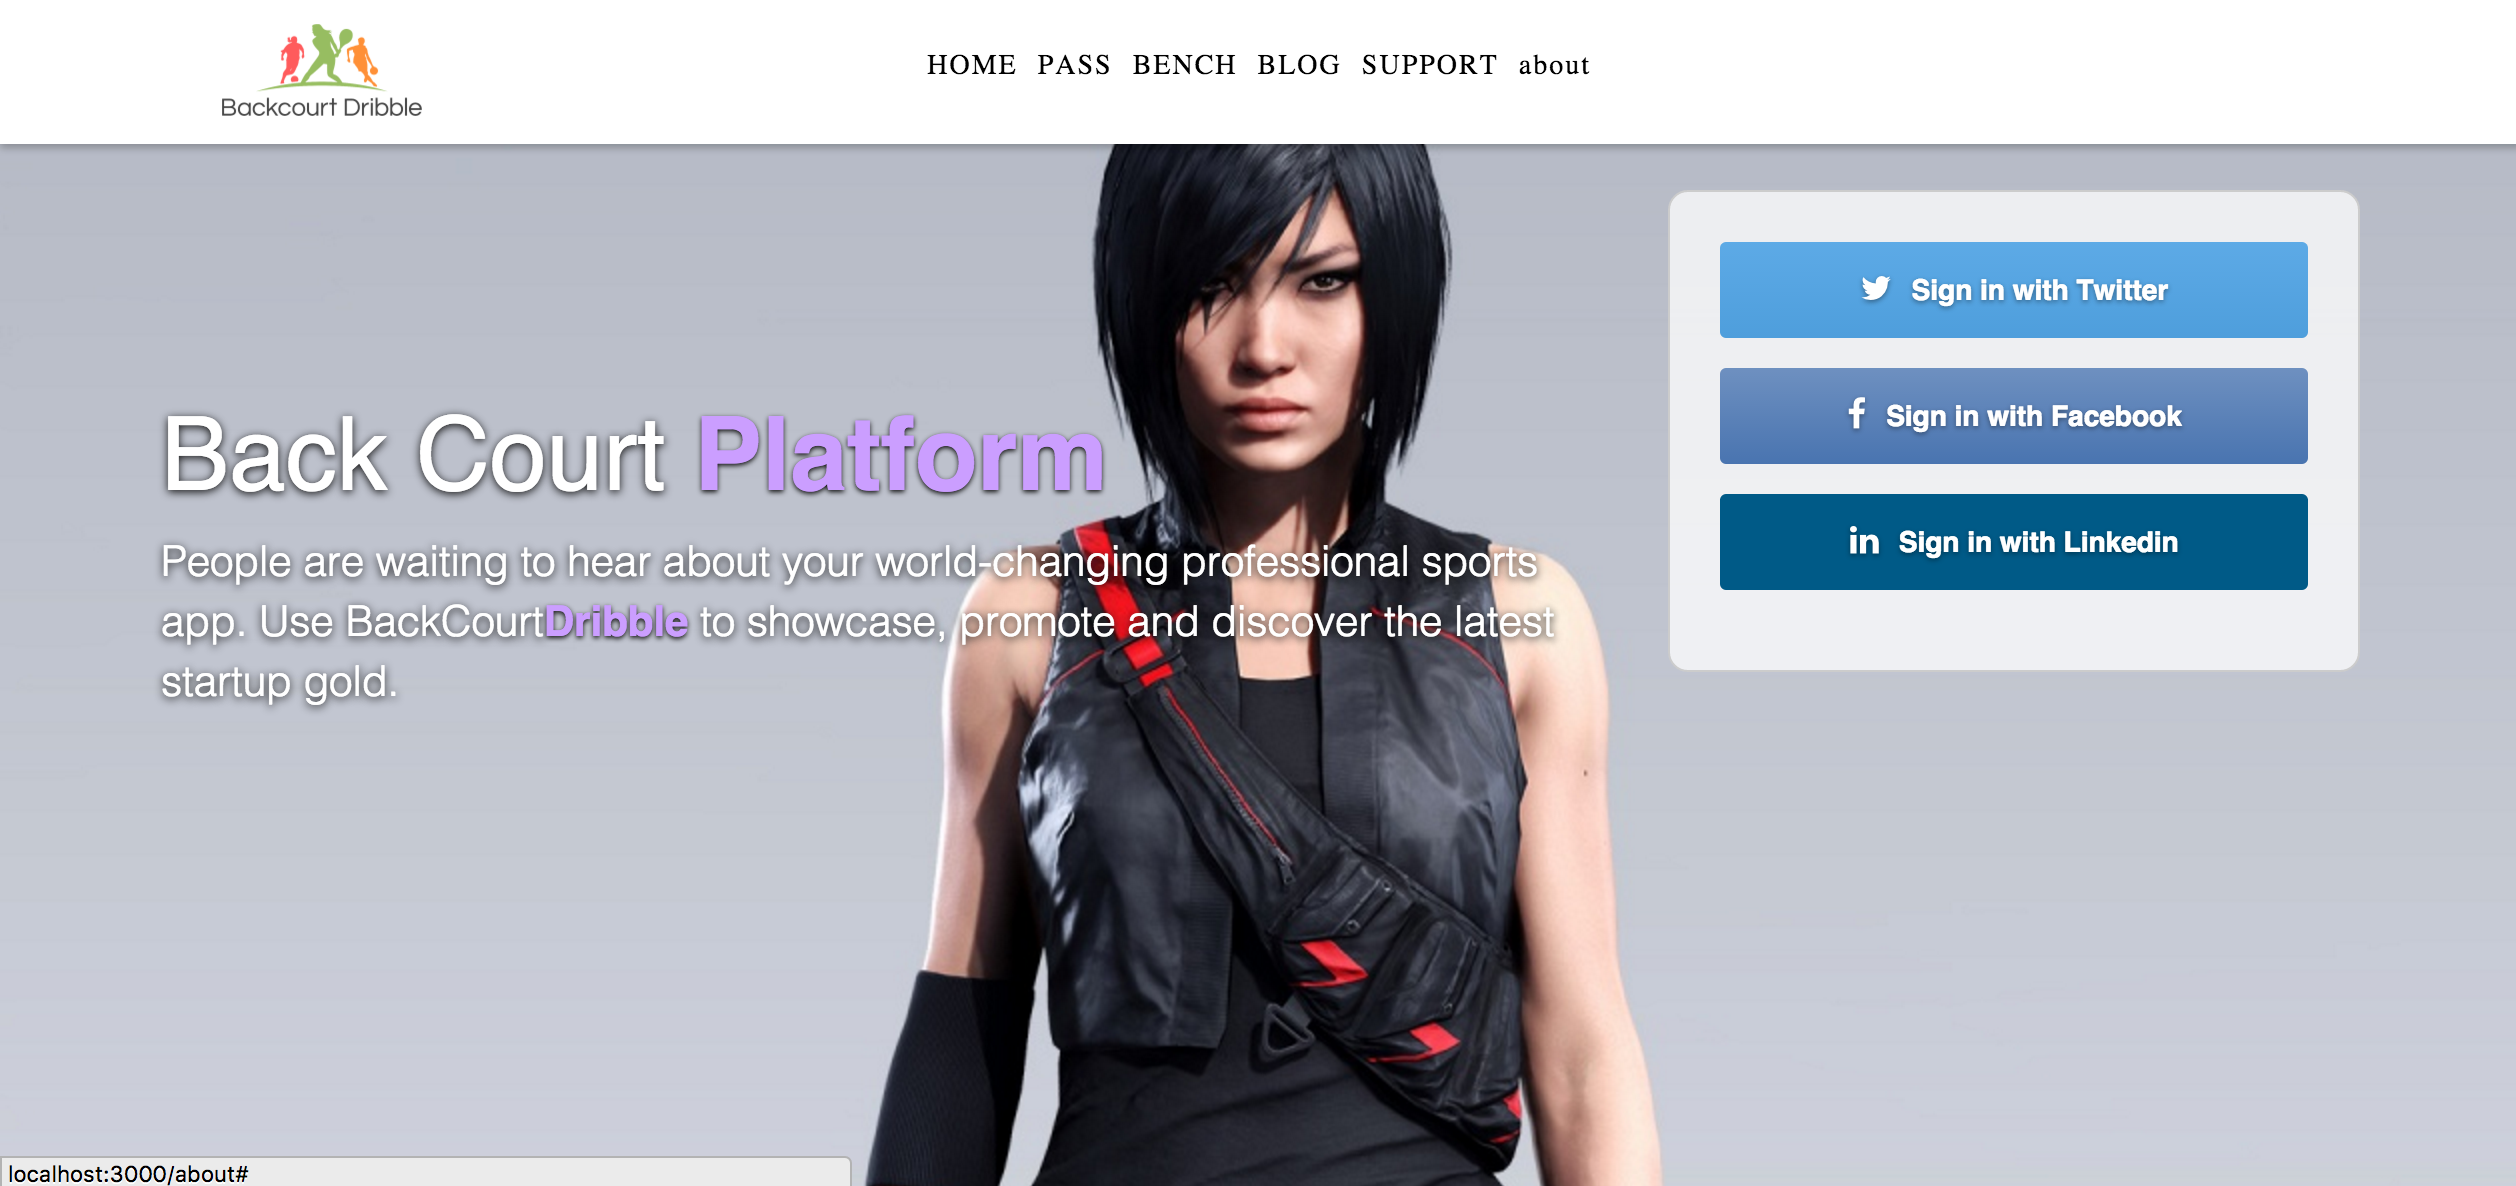 Backcourt Dribble
HOME PASS BENCH BLOG SUPPORT about
Back Court Platform
People are waiting to hear about your world-changing professional sports
app. Use BackCourtDribble to showcase, promote and discover the latest
startup gold.
Sign in with Twitter
f Sign in with Facebook
in Sign in with Linkedin
localhost:3000/about#